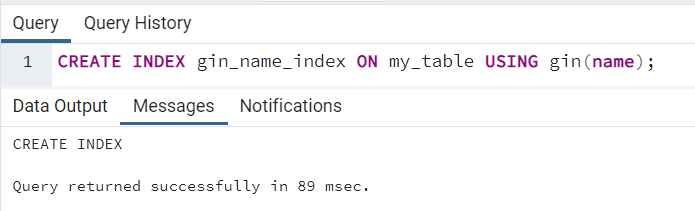 Query Query History
1 CREATE INDEX gin_name_index ON my_table USING gin(name);
Data Output Messages Notifications
CREATE INDEX
Query returned successfully in 89 msec.